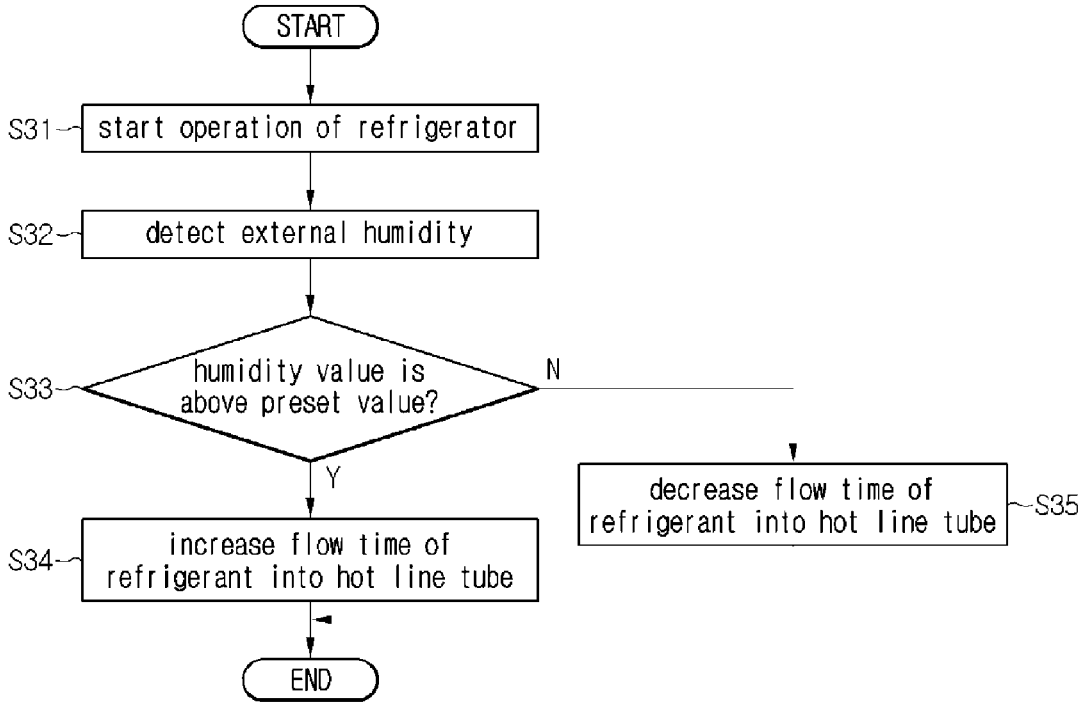 START
S31
start operation of refrigerator
S32
detect external humidity
S33
humidity value is
above preset value?
N
Y
decrease flow time of
refrigerant into hot line tube
S35
S34
increase flow time of
refrigerant into hot line tube
END